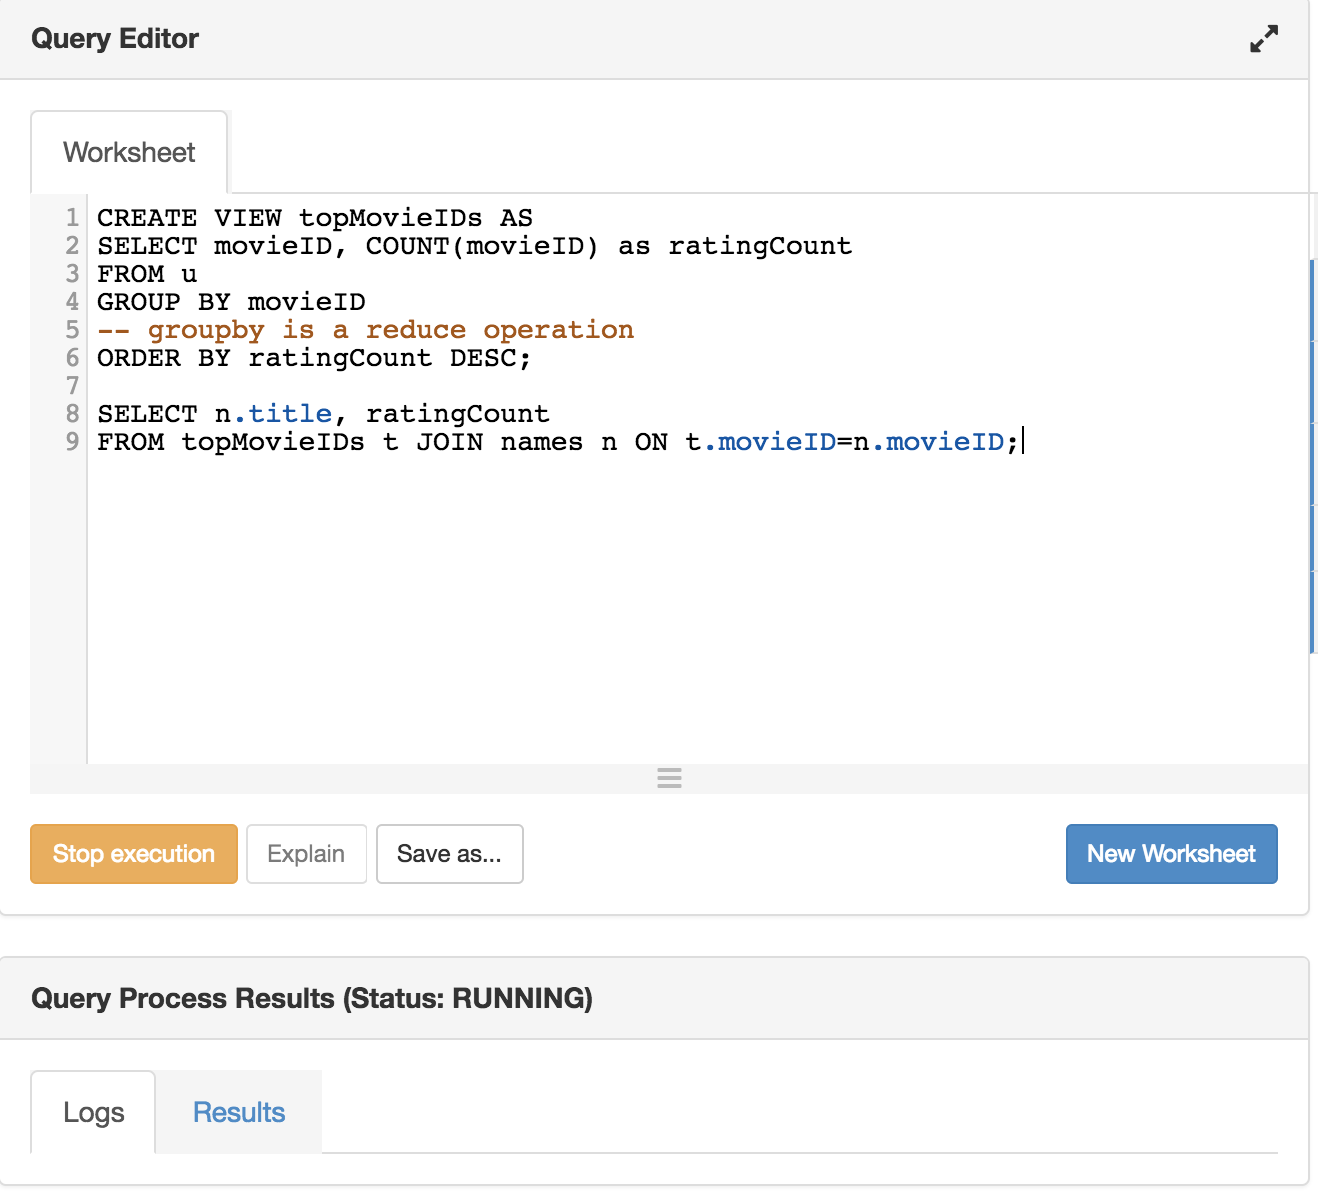 Query Editor
Worksheet
1 CREATE VIEW topMovieIDs AS
2 SELECT movieID, COUNT(movieID) as ratingCount
3 FROM u
4 GROUP BY movieID
5 -- groupby is a reduce operation
6 ORDER BY ratingCount DESC;
7
8 SELECT n.title, ratingCount
9 FROM topMovieIDs t JOIN names n ON t.movieID=n.movieID;
Stop execution Explain Save as... New Worksheet
Query Process Results (Status: RUNNING)
Logs Results